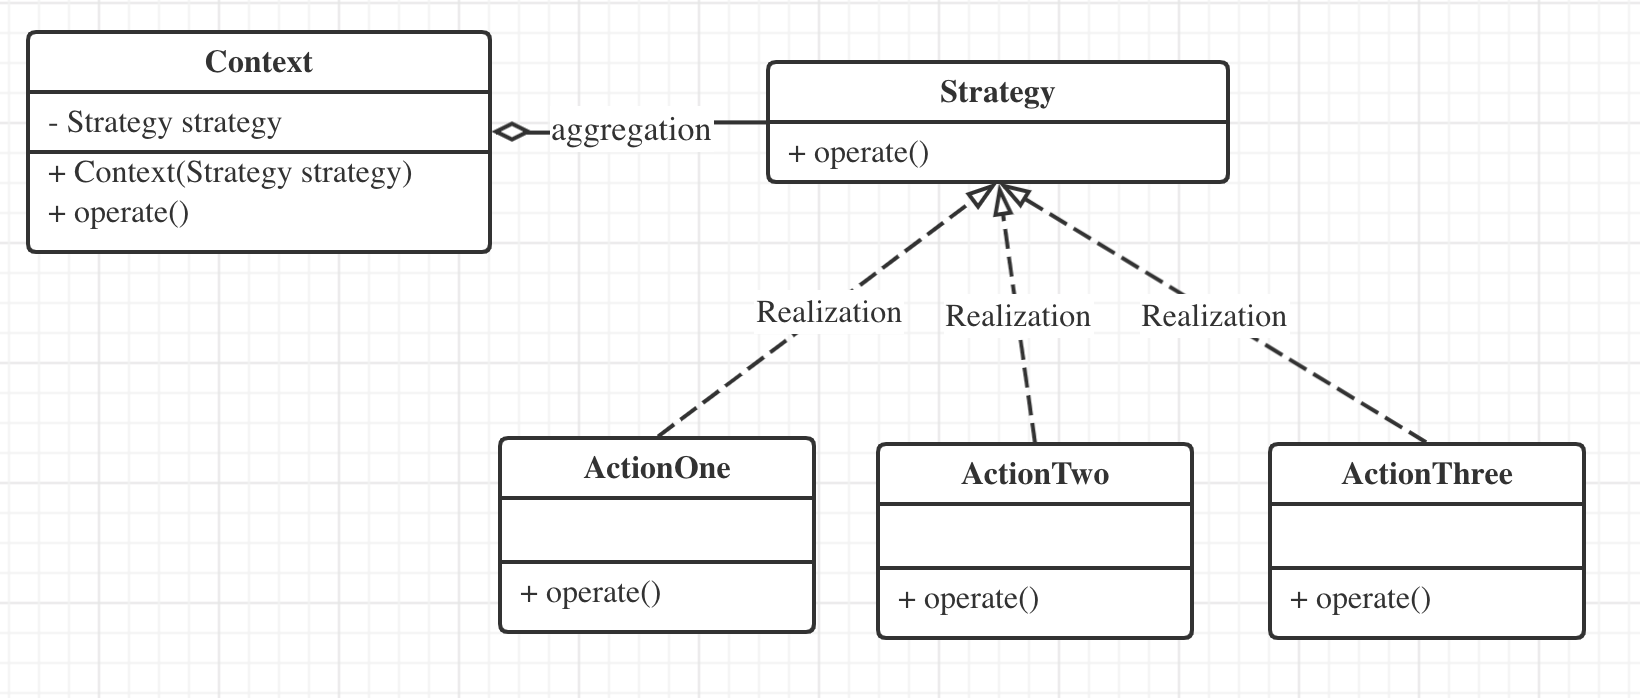 Context
- Strategy strategy
+ Context(Strategy strategy)
+ operate()
aggregation
Strategy
+ operate()
Realization
Realization
Realization
ActionOne
+ operate()
ActionTwo
+ operate()
ActionThree
+ operate()